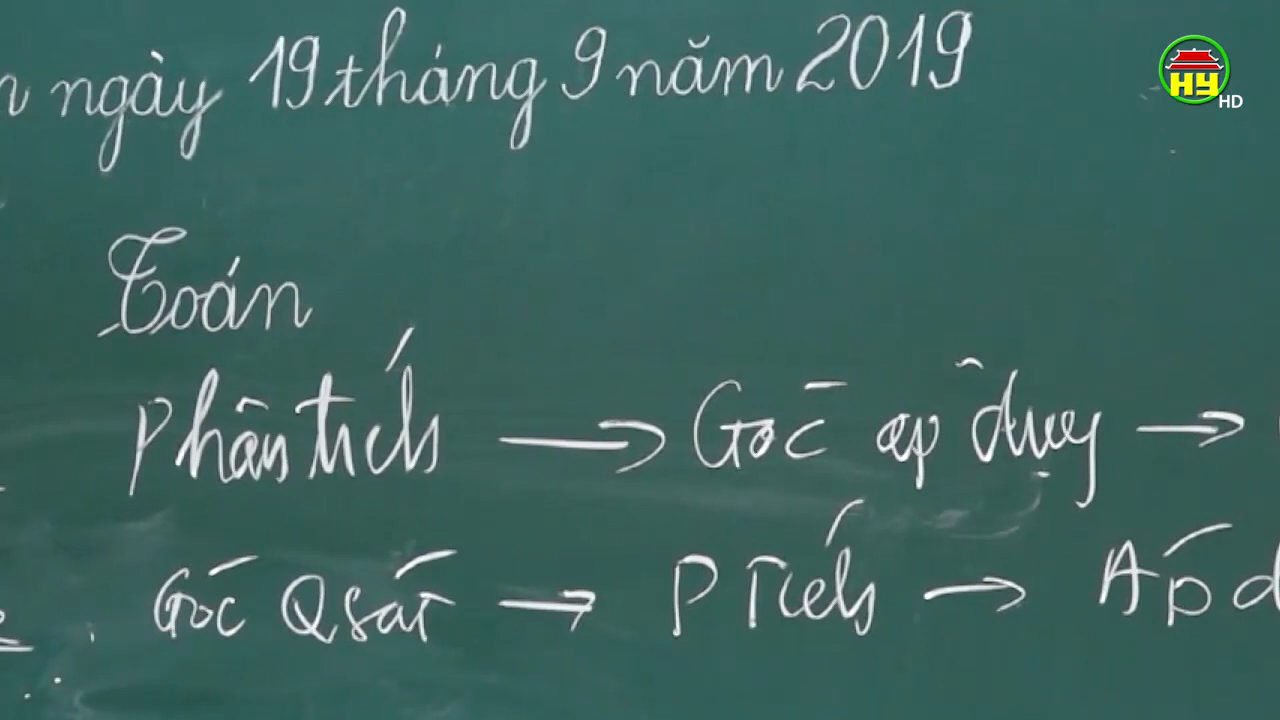 n ngày 19 tháng 9 năm 2019
HY
HD
Toán
Phân tích → Góc áp dụng →
Góc Qsát → P Tích → Áp d